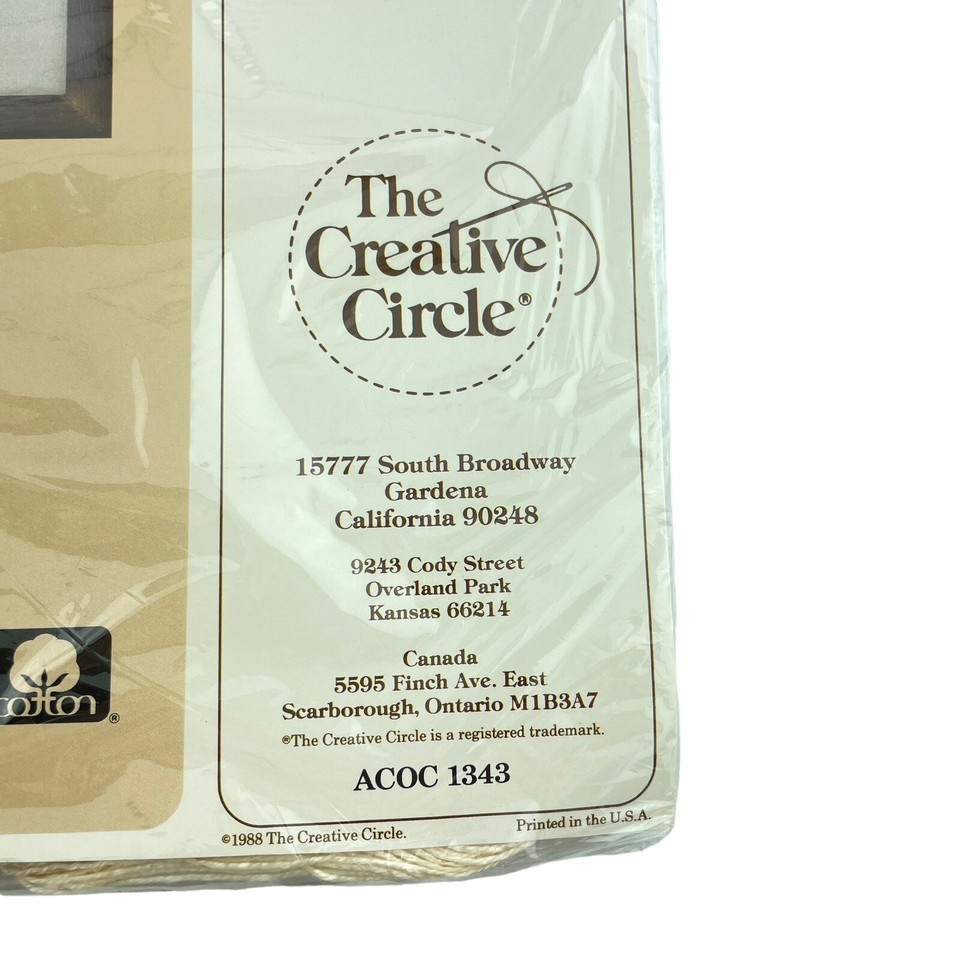 The
Creative
Circle®
15777 South Broadway
Gardena
California 90248
9243 Cody Street
Overland Park
Kansas 66214
Canada
5595 Finch Ave. East
Scarborough, Ontario M1B3A7
®The Creative Circle is a registered trademark.
ACOC 1343
©1988 The Creative Circle.
Printed in the U.S.A.
cotton®